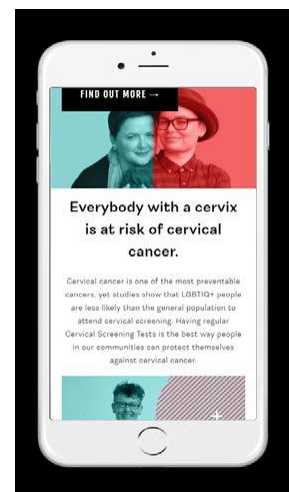 FIND OUT MORE →
Everybody with a cervix
is at risk of cervical
cancer.
Cervical cancer is one of the most preventable
cancers, yet studies show that LGBTIQ+ people
are less likely than the general population to
attend cervical screening. Having regular
Cervical Screening Tests is the best way people
in our communities can protect themselves
against cervical cancer.